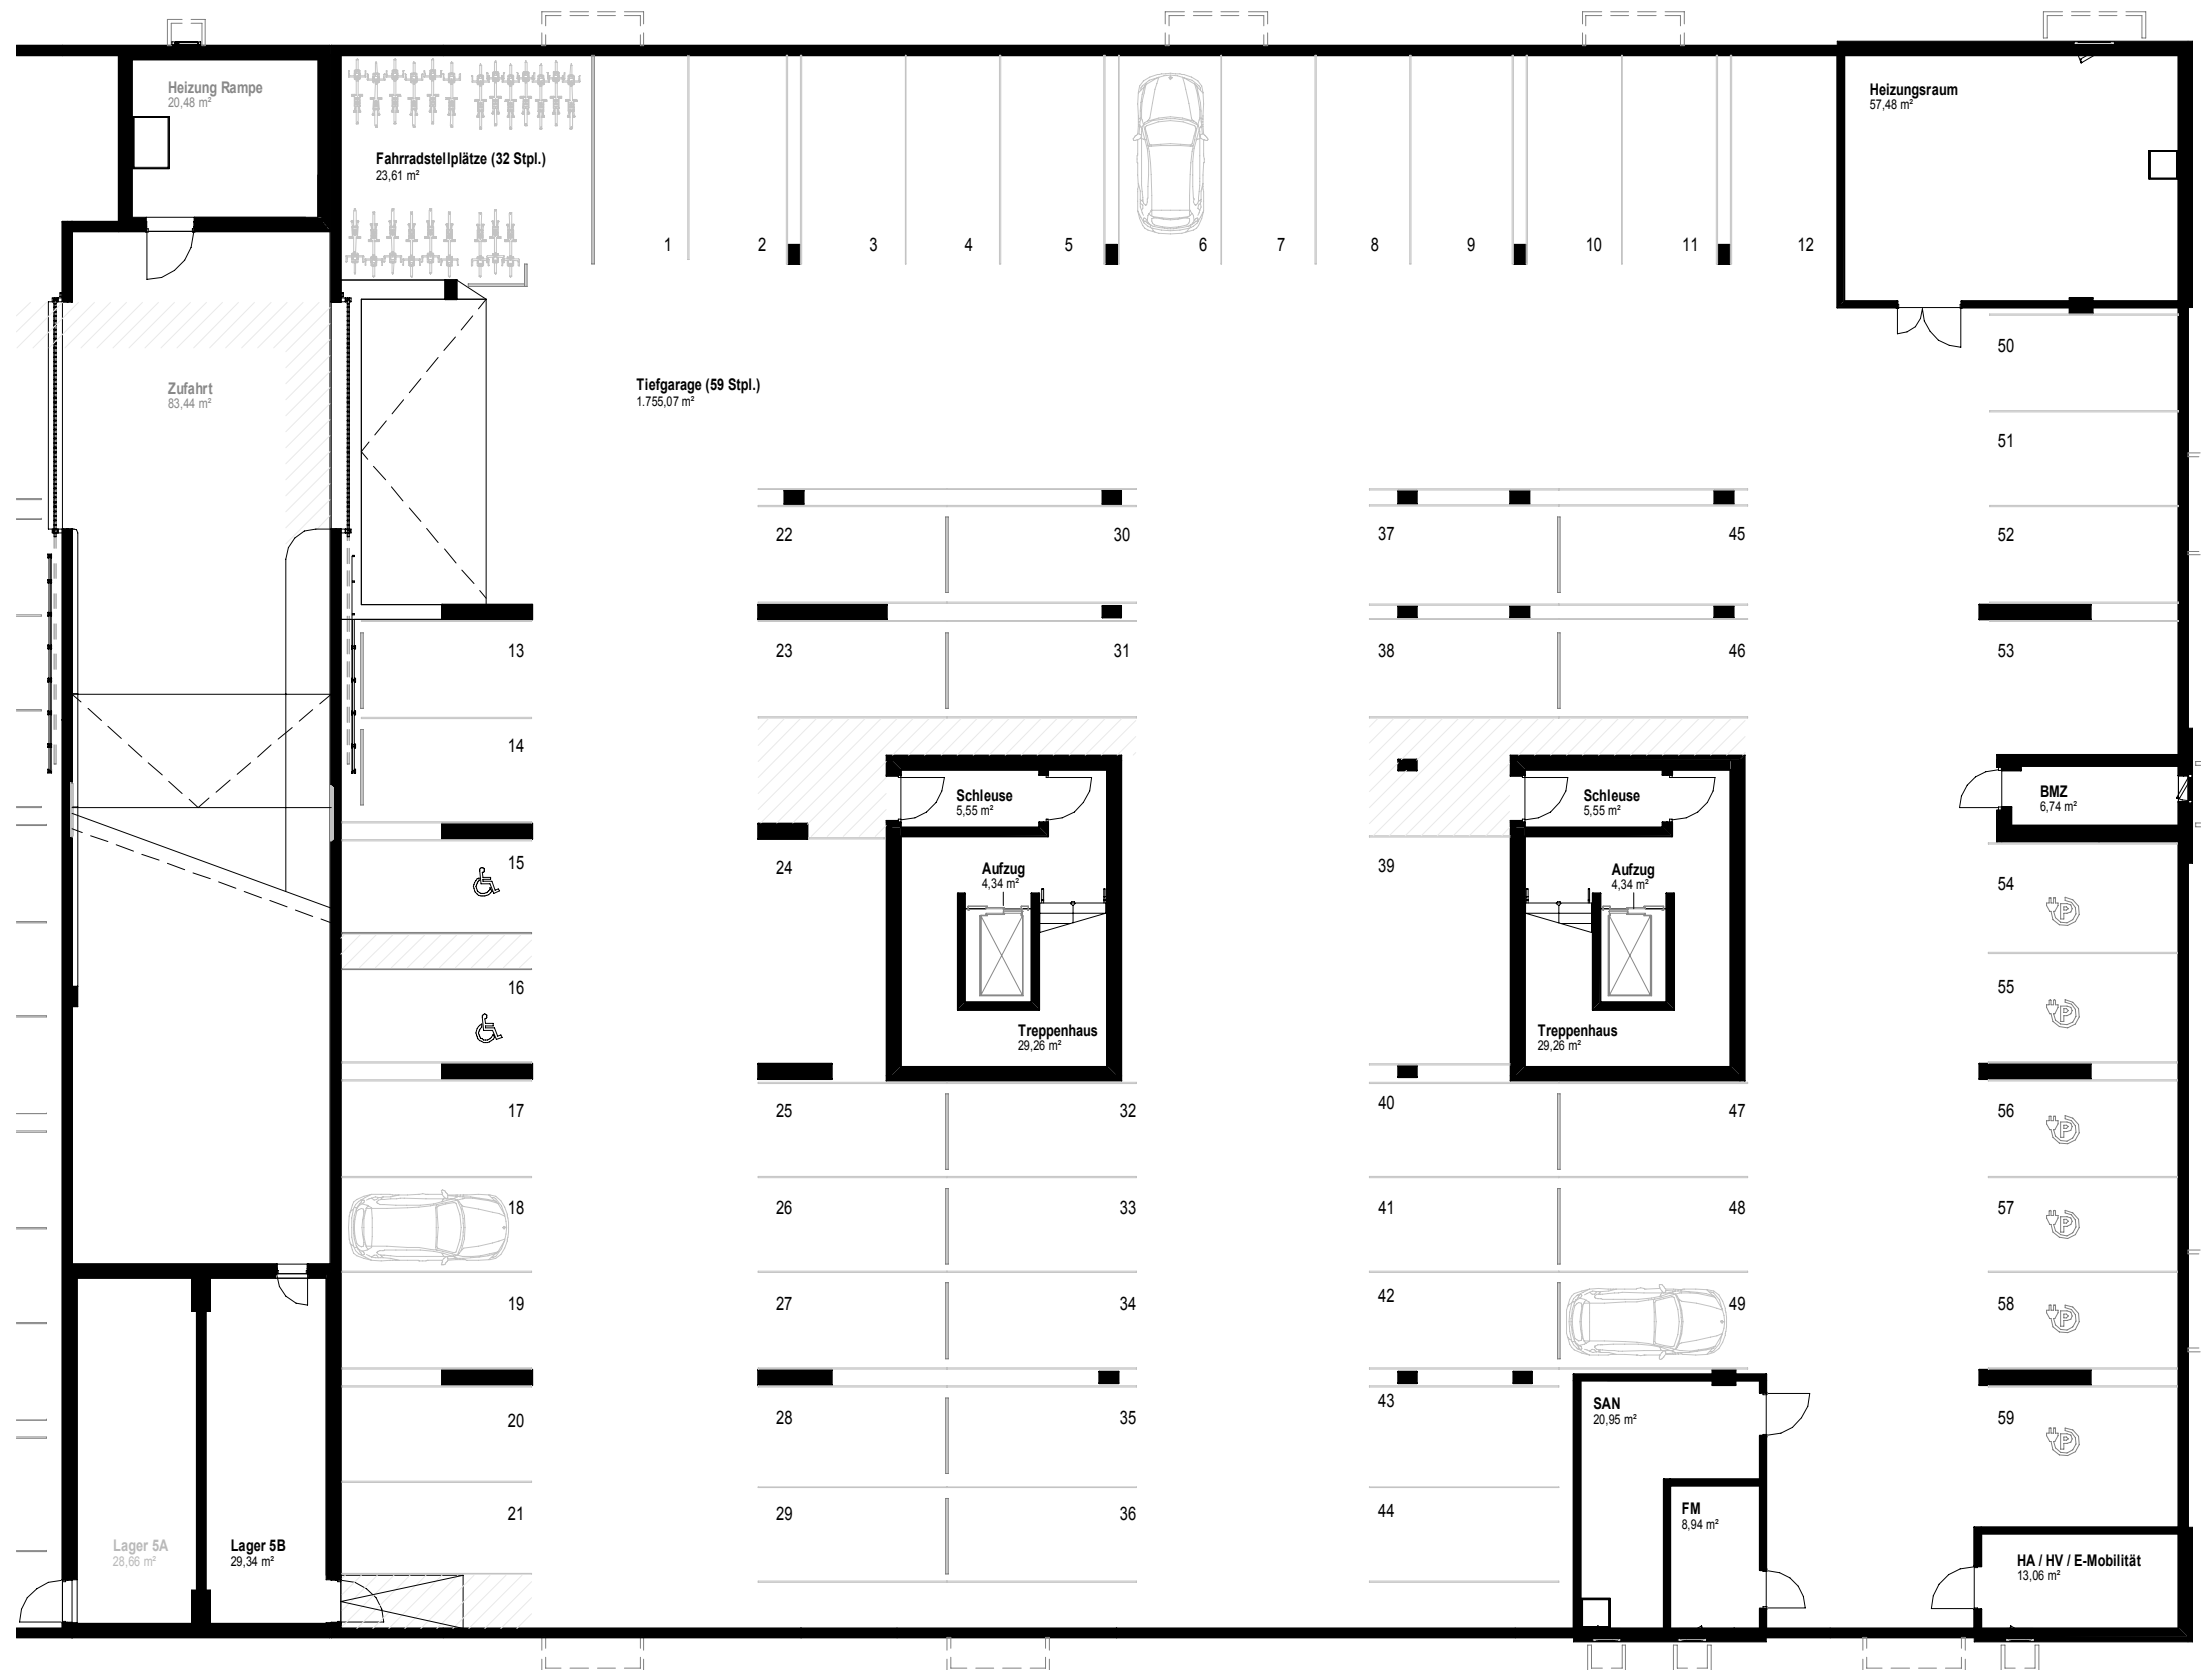 Heizung Rampe
20,48 m²
Fahrradstellplätze (32 Stpl.)
23,61 m²
Heizungsraum
57,48 m²
1 2 3 4 5 6 7 8 9 10 11 12
Zufahrt
83,44 m²
Tiefgarage (59 Stpl.)
1.755,07 m²
50
51
22 30 37 45 52
13 23 31 38 46 53
14
Schleuse
5,55 m²
Schleuse
5,55 m²
BMZ
6,74 m²
15 24 39 54
Aufzug
4,34 m²
Aufzug
4,34 m²
P
16 55
P
Treppenhaus
29,26 m²
Treppenhaus
29,26 m²
17 25 32 40 47 56
P
18 26 33 41 48 57
P
19 27 34 42 49 58
P
20 28 35 43
SAN
20,95 m²
59
P
21 29 36 44
FM
8,94 m²
Lager 5A
28,66 m²
Lager 5B
29,34 m²
HA / HV / E-Mobilität
13,06 m²